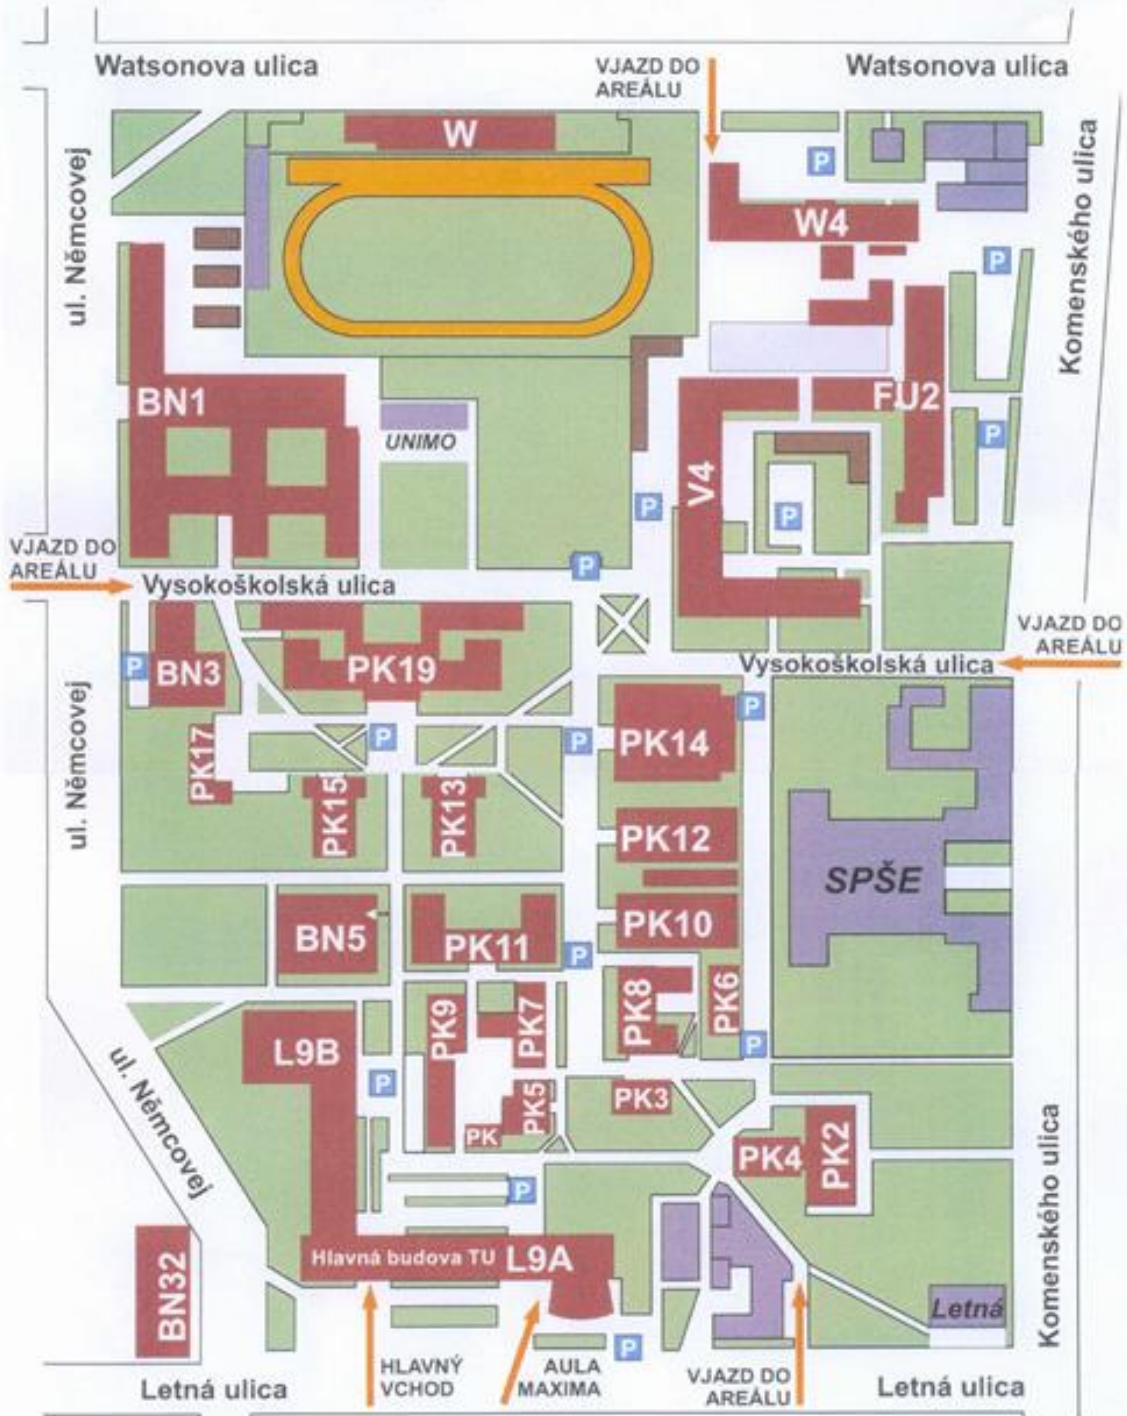 Watsonova ulica
VJAZD DO
AREÁLU
Watsonova ulica
W
P
Komenského ulica
W4
ul. Němcovej
P
BN1
FU2
UNIMO
P
V4
P
P
VJAZD DO
AREÁLU
P
Vysokoškolská ulica
VJAZD DO
AREÁLU
P
BN3
PK19
Vysokoškolská ulica
P
ul. Němcovej
PK17
P
P
PK14
PK15
PK13
PK12
SPŠE
BN5
PK11
PK10
P
PK9
PK7
PK8
PK6
L9B
P
ul. Němcovej
P
PK5
PK3
PK
PK4
PK2
Komenského ulica
P
BN32
Hlavná budova TU L9A
Letná
P
HLAVNÝ
VCHOD
AULA
MAXIMA
VJAZD DO
AREÁLU
Letná ulica
Letná ulica